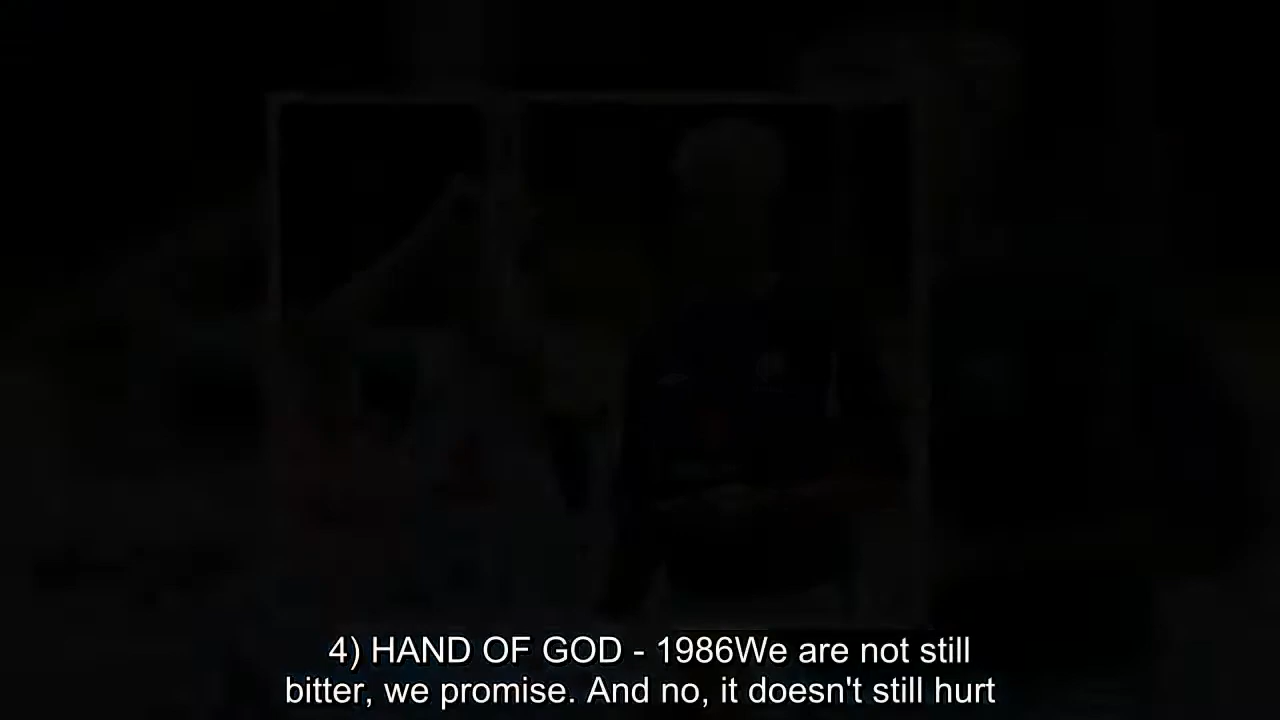 4) HAND OF GOD - 1986We are not still
bitter, we promise. And no, it doesn't still hurt